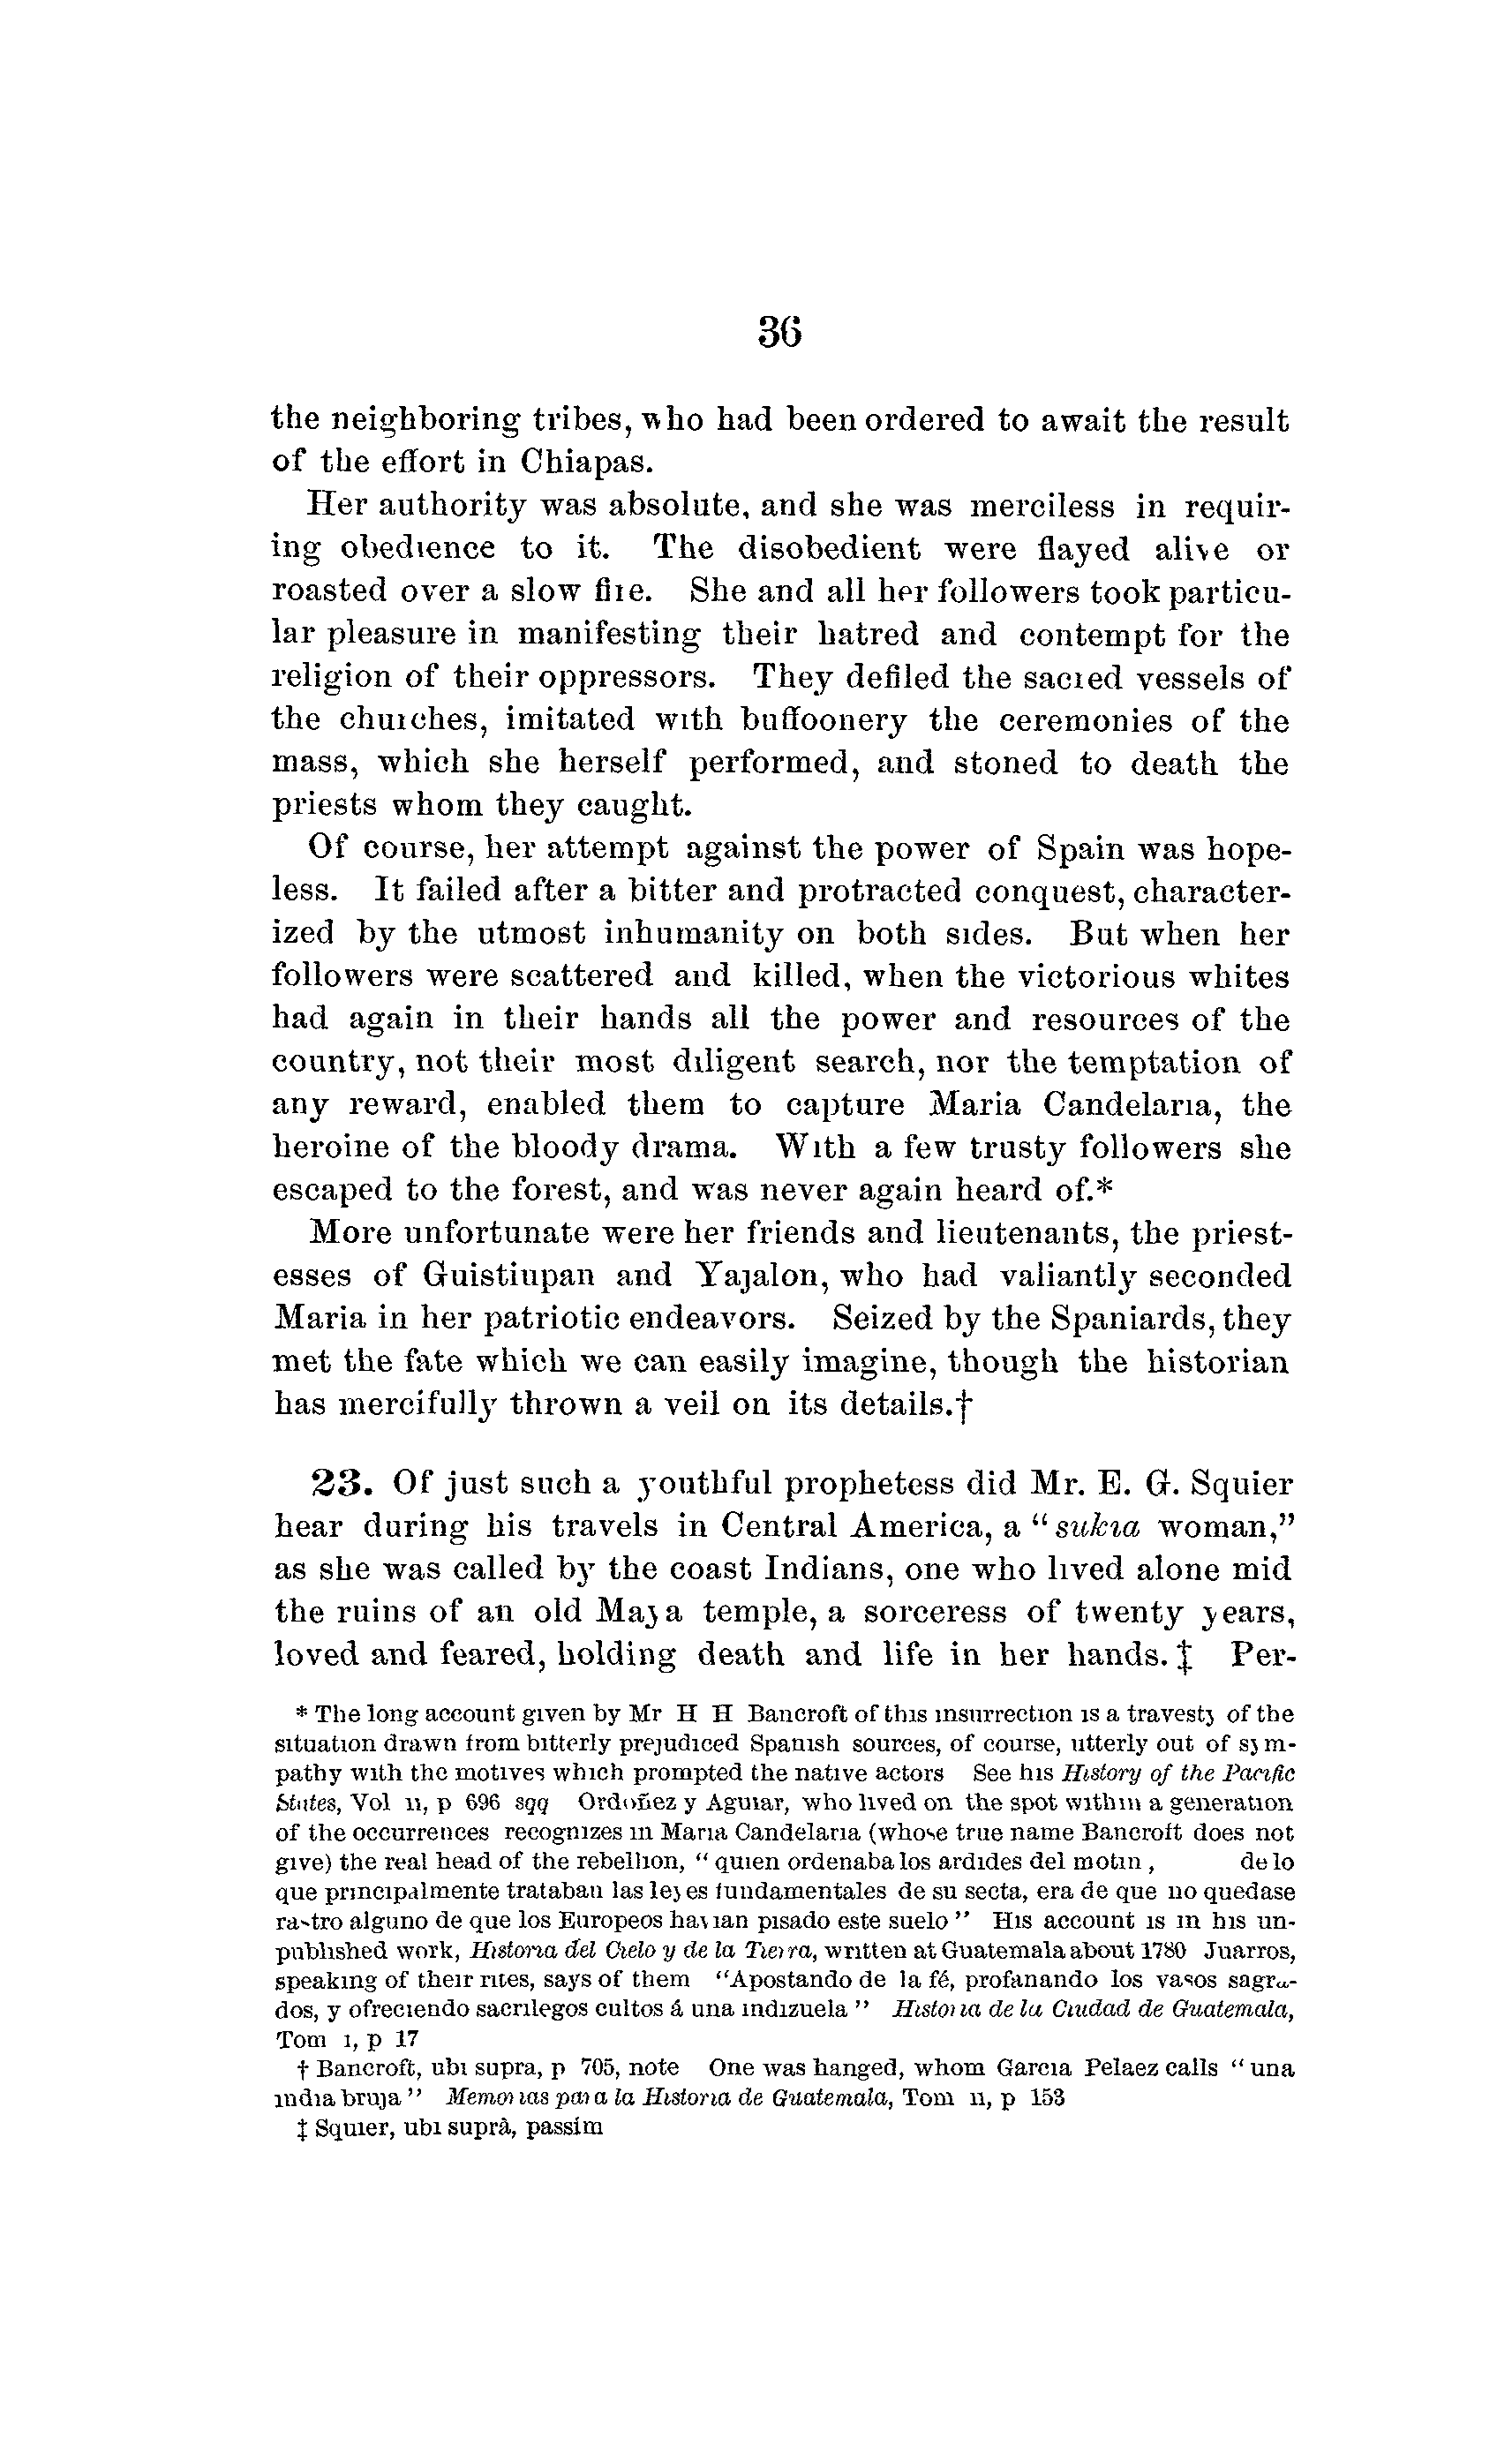 36
the neighboring tribes, who had been ordered to await the result
of the effort in Chiapas.
Her authority was absolute, and she was merciless in requir-
ing obedience to it. The disobedient were flayed alive or
roasted over a slow fire. She and all her followers took particu-
lar pleasure in manifesting their hatred and contempt for the
religion of their oppressors. They defiled the sacred vessels of
the churches, imitated with buffoonery the ceremonies of the
mass, which she herself performed, and stoned to death the
priests whom they caught.
Of course, her attempt against the power of Spain was hope-
less. It failed after a bitter and protracted conquest, character-
ized by the utmost inhumanity on both sides. But when her
followers were scattered and killed, when the victorious whites
had again in their hands all the power and resources of the
country, not their most diligent search, nor the temptation of
any reward, enabled them to capture Maria Candelaria, the
heroine of the bloody drama. With a few trusty followers she
escaped to the forest, and was never again heard of.*
More unfortunate were her friends and lieutenants, the priest-
esses of Guistiupan and Yajalon, who had valiantly seconded
Maria in her patriotic endeavors. Seized by the Spaniards, they
met the fate which we can easily imagine, though the historian
has mercifully thrown a veil on its details.†
23. Of just such a youthful prophetess did Mr. E. G. Squier
hear during his travels in Central America, a "sukia woman,"
as she was called by the coast Indians, one who lived alone mid
the ruins of an old Maya temple, a sorceress of twenty years,
loved and feared, holding death and life in her hands.‡ Per-
* The long account given by Mr H H Bancroft of this insurrection is a travesty of the
situation drawn from bitterly prejudiced Spanish sources, of course, utterly out of sym-
pathy with the motives which prompted the native actors See his History of the Pacific
States, Vol ii, p 696 sqq Ordoñez y Aguiar, who lived on the spot within a generation
of the occurrences recognizes in Maria Candelaria (whose true name Bancroft does not
give) the real head of the rebellion, "quien ordenaba los ardides del motin, de lo
que principalmente trataban las leyes fundamentales de su secta, era de que no quedase
rastro alguno de que los Europeos havian pisado este suelo" His account is in his un-
published work, Historia del Cielo y de la Tierra, written at Guatemala about 1780 Juarros,
speaking of their rites, says of them "Apostando de la fé, profanando los vasos sagra-
dos, y ofreciendo sacrilegos cultos á una indizuela" Historia de la Ciudad de Guatemala,
Tom i, p 17
† Bancroft, ubi supra, p 705, note One was hanged, whom Garcia Pelaez calls "una
india bruja" Memorias para la Historia de Guatemala, Tom ii, p 153
‡ Squier, ubi suprà, passim